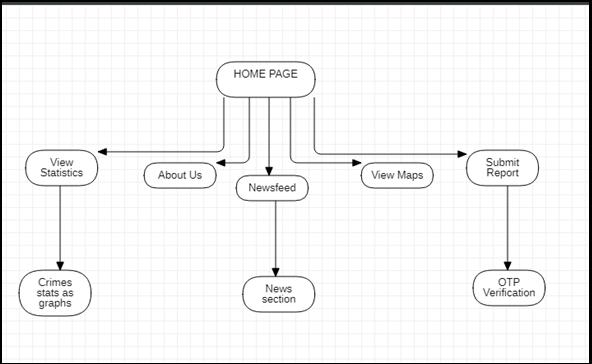 HOME PAGE
View
Statistics
About Us
Newsfeed
View Maps
Submit
Report
Crimes
stats as
graphs
News
section
OTP
Verification